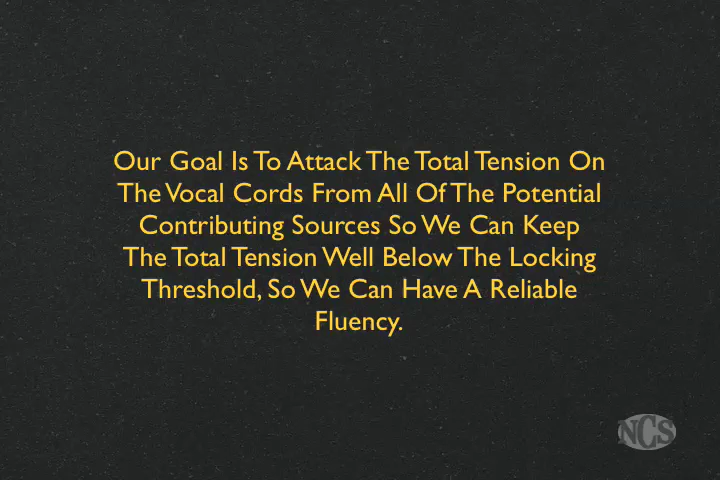 Our Goal Is To Attack The Total Tension On
The Vocal Cords From All Of The Potential
Contributing Sources So We Can Keep
The Total Tension Well Below The Locking
Threshold, So We Can Have A Reliable
Fluency.
NCS